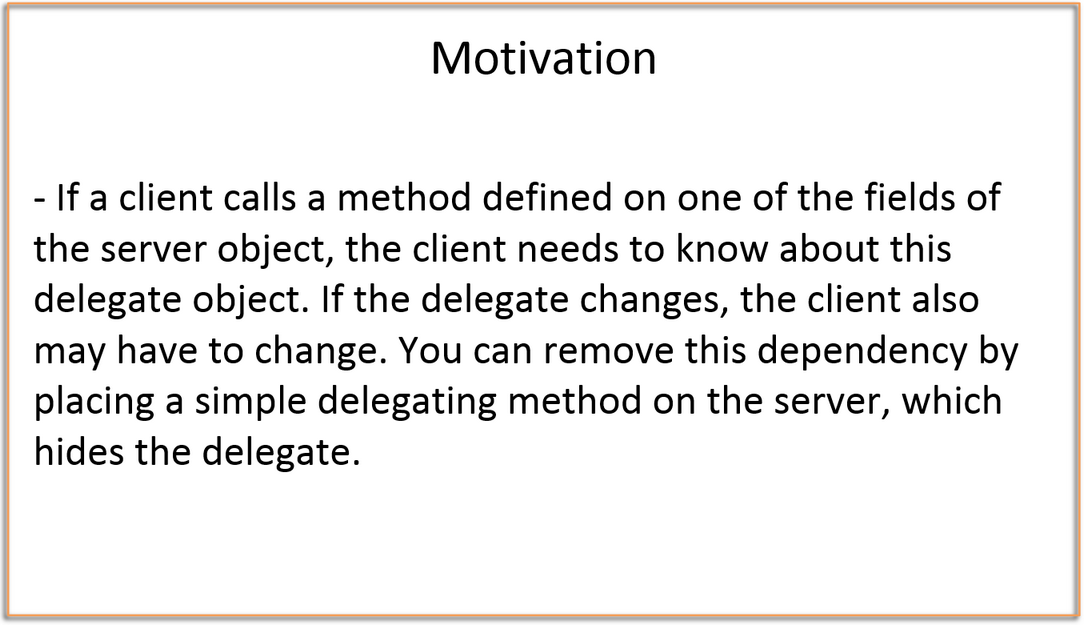 Motivation
- If a client calls a method defined on one of the fields of
the server object, the client needs to know about this
delegate object. If the delegate changes, the client also
may have to change. You can remove this dependency by
placing a simple delegating method on the server, which
hides the delegate.